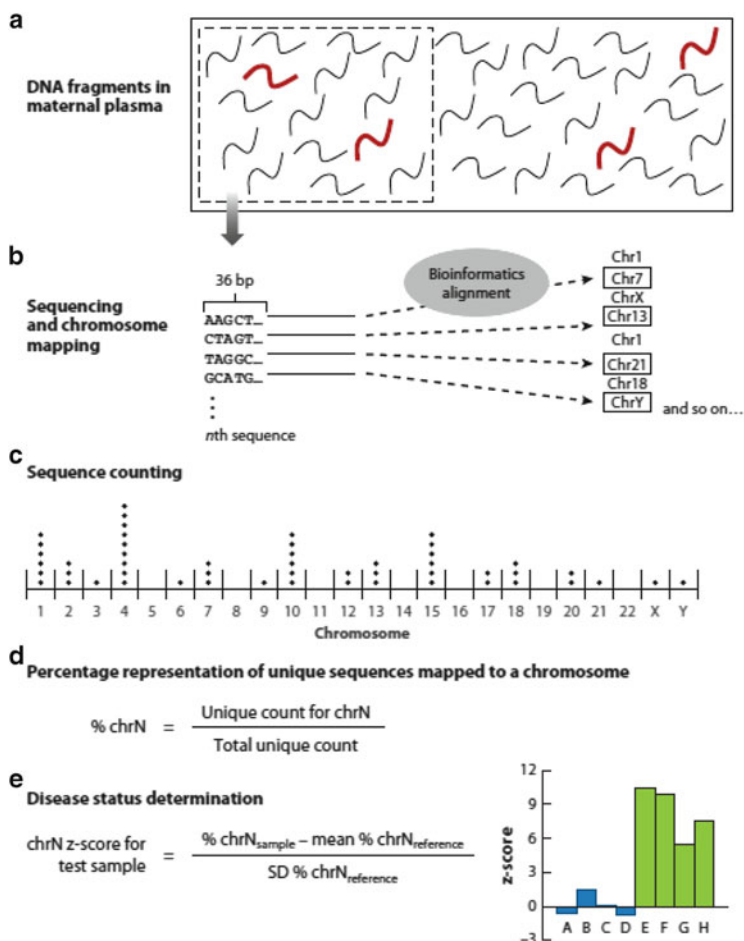 a
DNA fragments in
maternal plasma
b
Sequencing
and chromosome
mapping
36 bp
AAGCT...
CTAGT...
TAGGC...
GCATG...
nth sequence
Bioinformatics
alignment
Chr1
Chr7
ChrX
Chr13
Chr1
Chr21
Chr18
ChrY
and so on...
c
Sequence counting
1 2 3 4 5 6 7 8 9 10 11 12 13 14 15 16 17 18 19 20 21 22 X Y
Chromosome
d
Percentage representation of unique sequences mapped to a chromosome
% chrN = Unique count for chrN
Total unique count
e
Disease status determination
chrN z-score for
test sample
=
% chrNsample – mean % chrNreference
SD % chrNreference
z-score
12
9
6
3
0
–3
A B C D E F G H